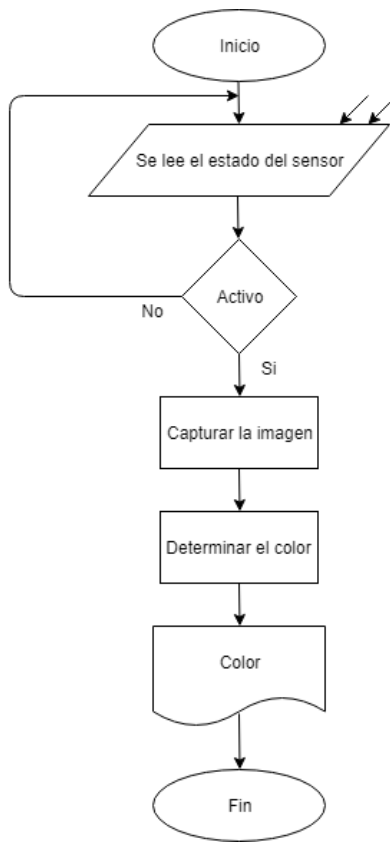 Inicio
Se lee el estado del sensor
Activo
No
Si
Capturar la imagen
Determinar el color
Color
Fin